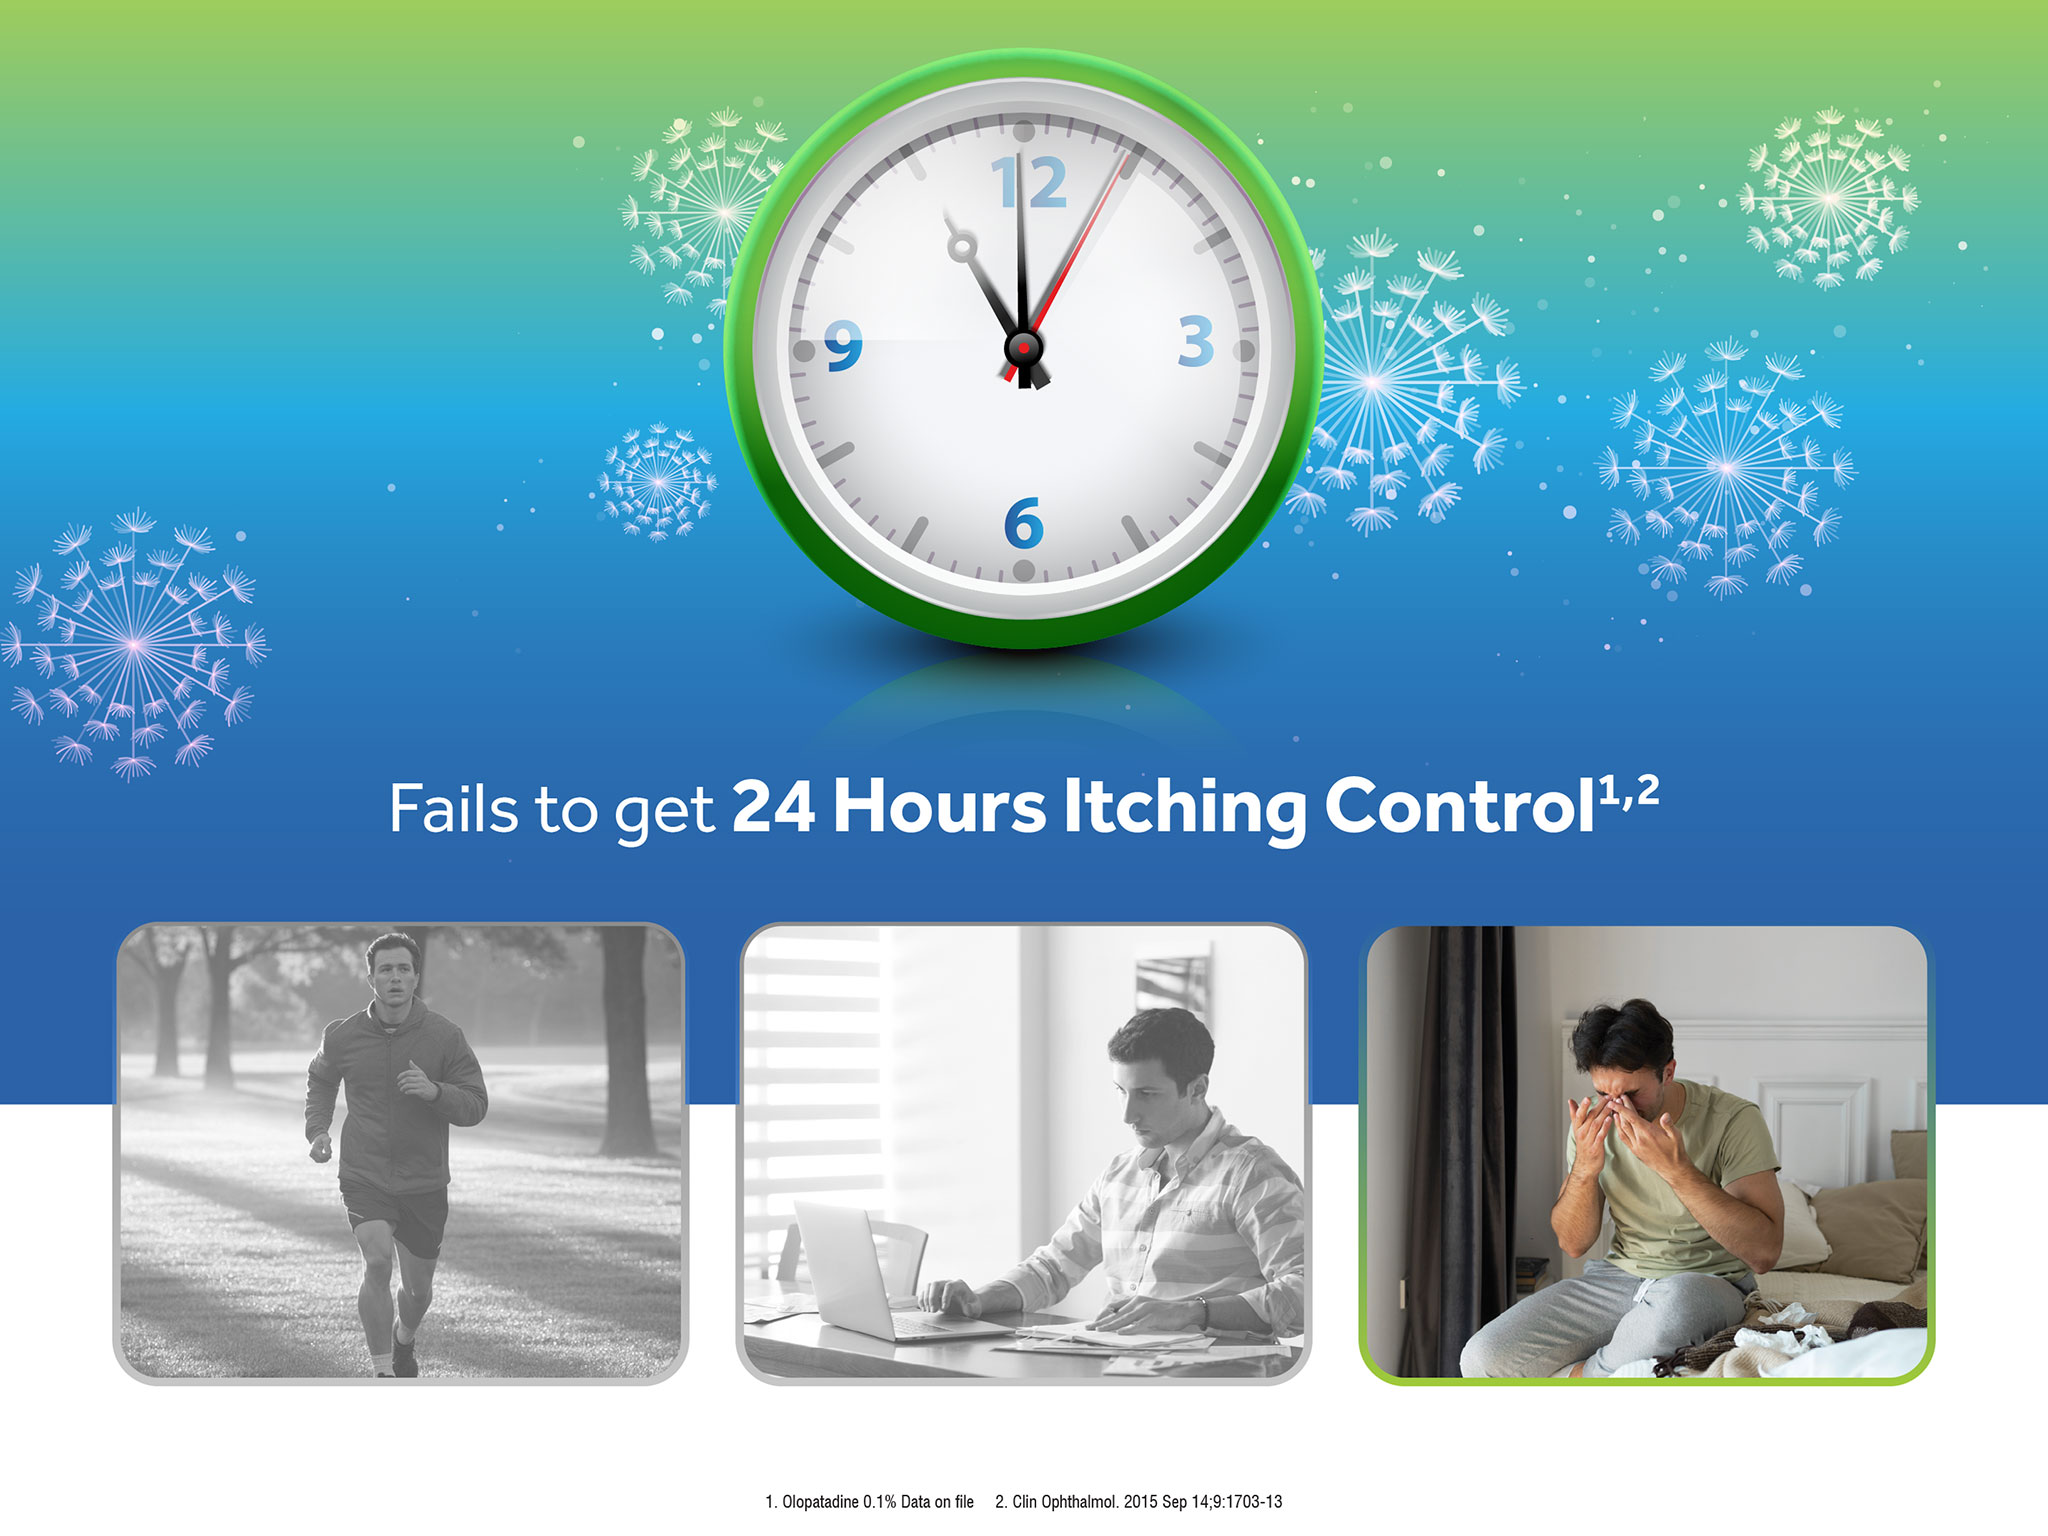 12
9
3
6
Fails to get 24 Hours Itching Control1,2
1. Olopatadine 0.1% Data on file 2. Clin Ophthalmol. 2015 Sep 14;9:1703-13